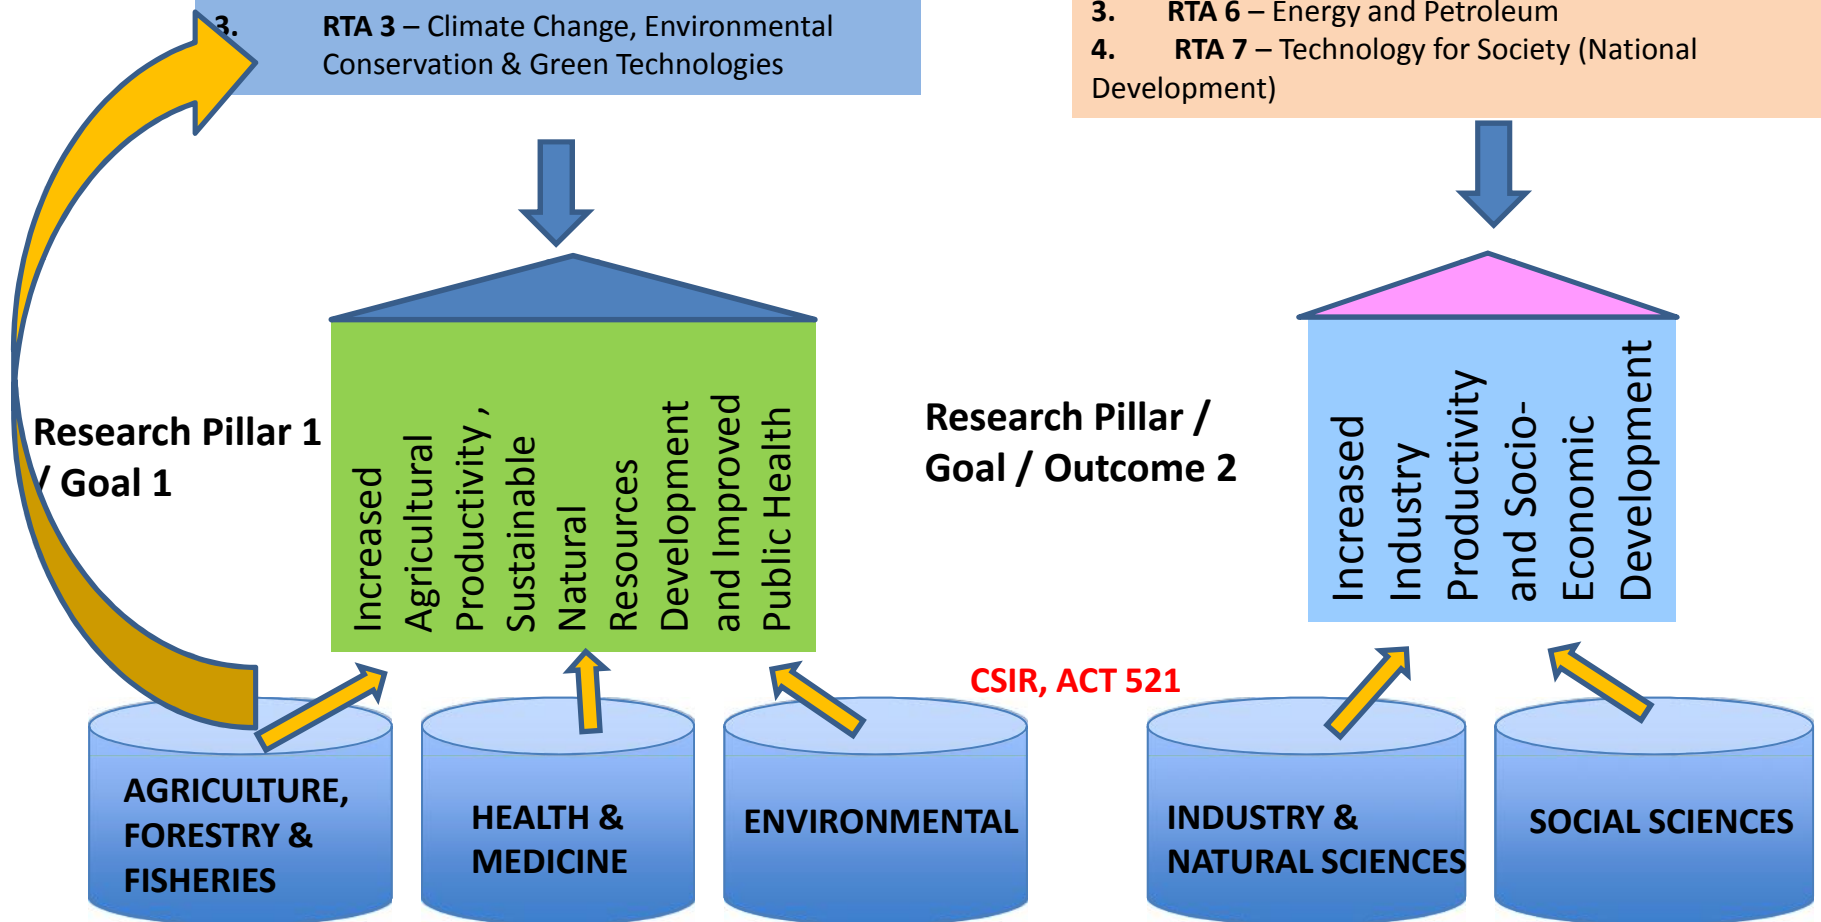 3. RTA 3 – Climate Change, Environmental
Conservation & Green Technologies
3. RTA 6 – Energy and Petroleum
4. RTA 7 – Technology for Society (National
Development)
Research Pillar 1
/ Goal 1
Increased
Agricultural
Productivity ,
Sustainable
Natural
Resources
Development
and Improved
Public Health
Research Pillar /
Goal / Outcome 2
Increased
Industry
Productivity
and Socio-
Economic
Development
CSIR, ACT 521
AGRICULTURE,
FORESTRY &
FISHERIES
HEALTH &
MEDICINE
ENVIRONMENTAL
INDUSTRY &
NATURAL SCIENCES
SOCIAL SCIENCES